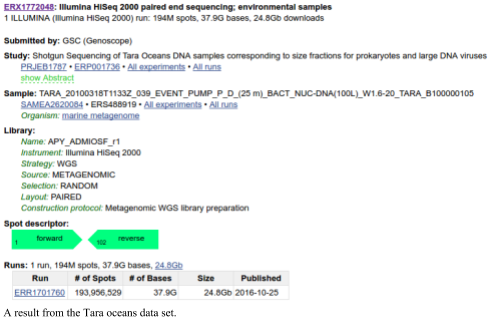 ERX1772048: Illumina HiSeq 2000 paired end sequencing; environmental samples
1 ILLUMINA (Illumina HiSeq 2000) run: 194M spots, 37.9G bases, 24.8Gb downloads
Submitted by: GSC (Genoscope)
Study: Shotgun Sequencing of Tara Oceans DNA samples corresponding to size fractions for prokaryotes and large DNA viruses
PRJEB1787 • ERP001736 • All experiments • All runs
show Abstract
Sample: TARA_20100318T1133Z_039_EVENT_PUMP_P_D_(25 m)_BACT_NUC-DNA(100L)_W1.6-20_TARA_B100000105
SAMEA2620084 • ERS488919 • All experiments • All runs
Organism: marine metagenome
Library:
Name: APY_ADMIOSF_r1
Instrument: Illumina HiSeq 2000
Strategy: WGS
Source: METAGENOMIC
Selection: RANDOM
Layout: PAIRED
Construction protocol: Metagenomic WGS library preparation
Spot descriptor:
1 forward 102 reverse
Runs: 1 run, 194M spots, 37.9G bases, 24.8Gb
Run # of Spots # of Bases Size Published
ERR1701760 193,956,529 37.9G 24.8Gb 2016-10-25
A result from the Tara oceans data set.